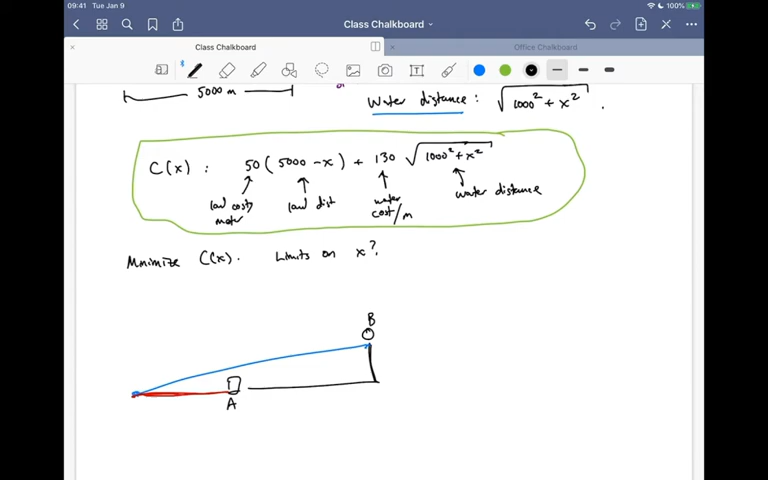 09:41 Tue Jan 9
100%
Class Chalkboard
Class Chalkboard
Office Chalkboard
5000 m
Water distance : √1000² + x² .
C(x) : 50 ( 5000 - x ) + 130 √1000² + x²
land cost/ meter
land dist
water cost/m
water distance
Minimize C(x). Limits on x?
B
A